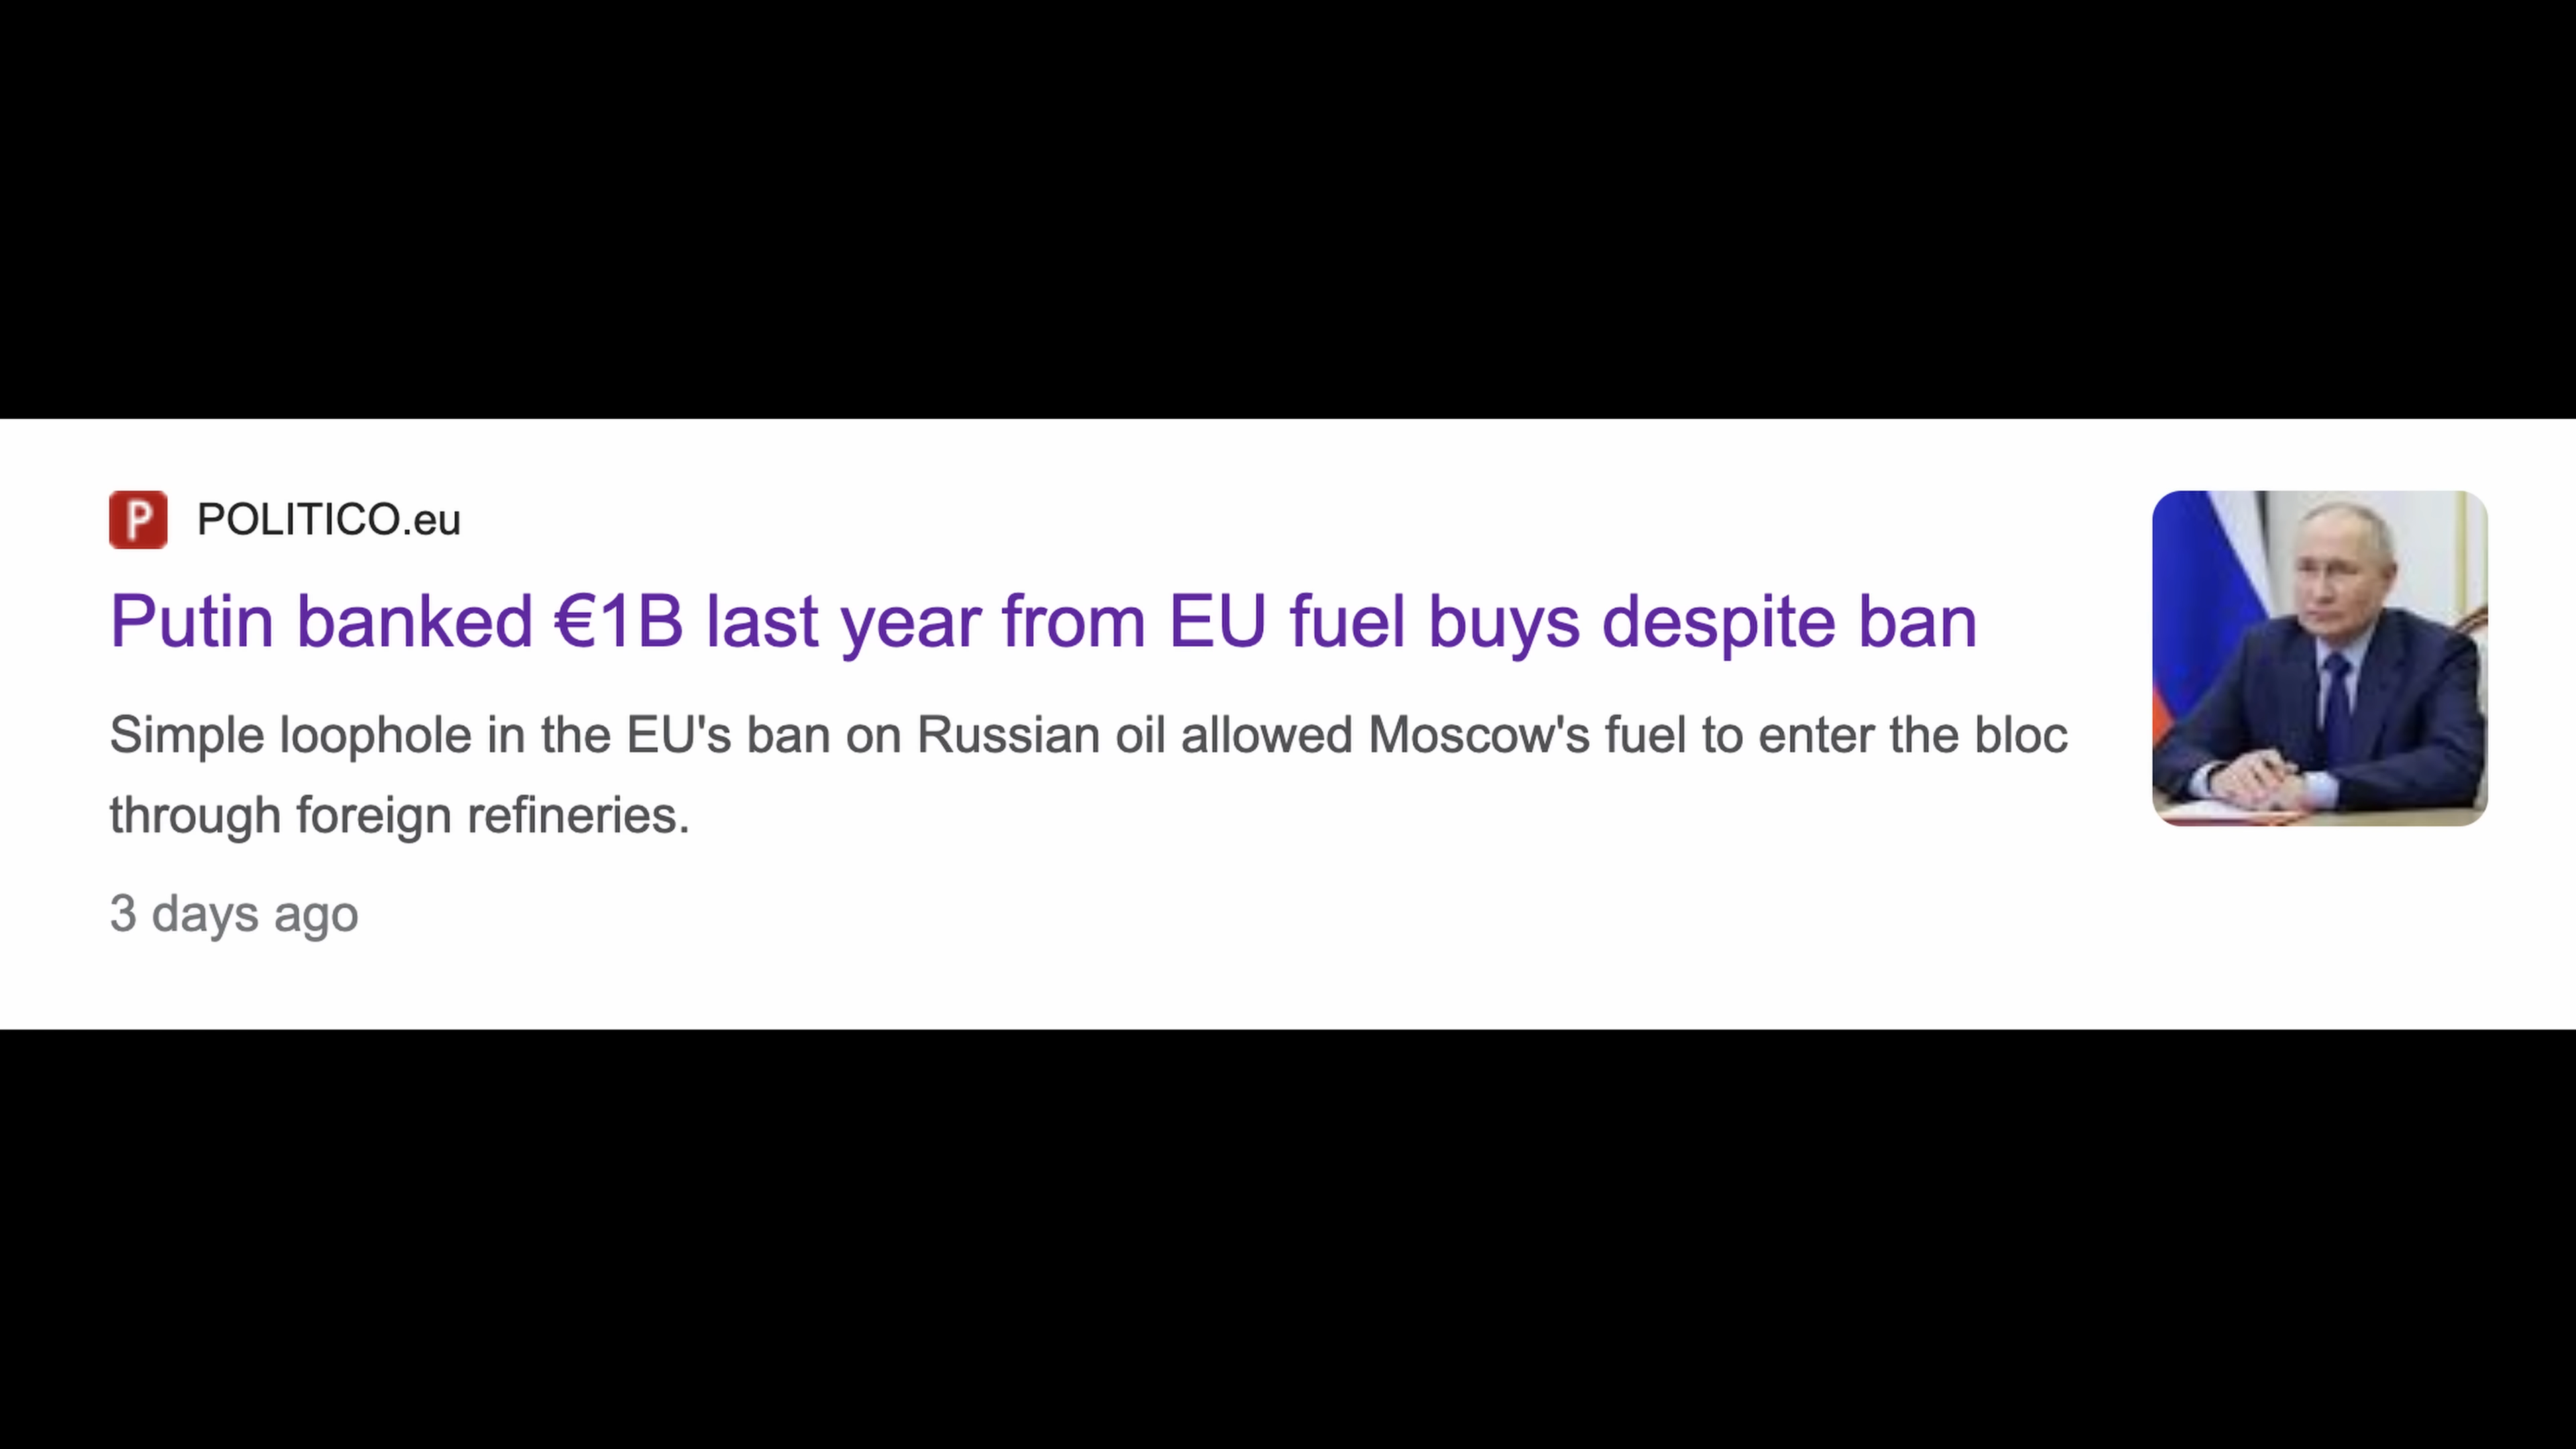 P POLITICO.eu
Putin banked €1B last year from EU fuel buys despite ban
Simple loophole in the EU's ban on Russian oil allowed Moscow's fuel to enter the bloc
through foreign refineries.
3 days ago